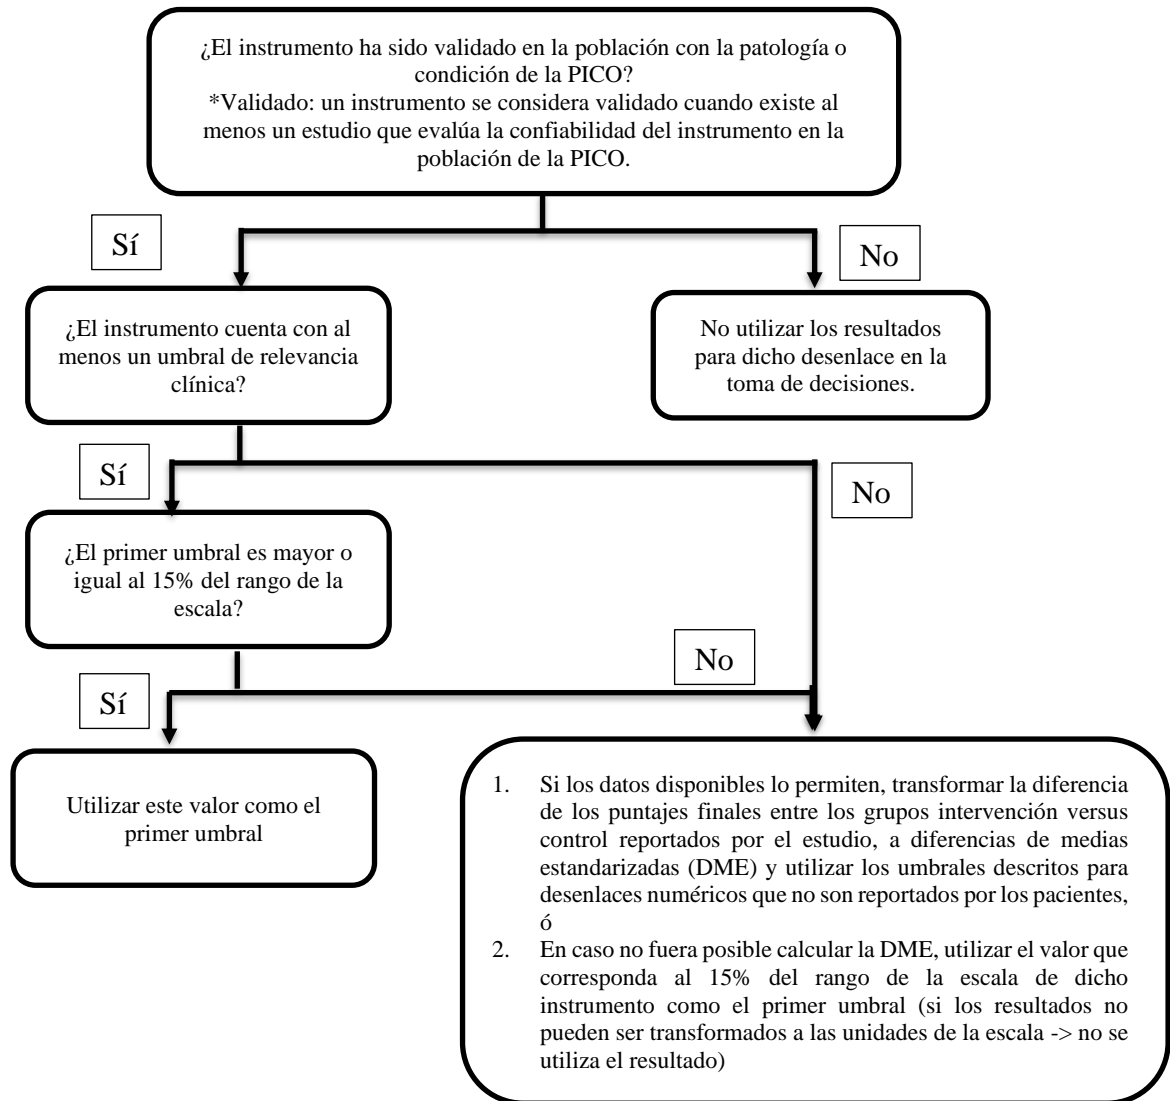 ¿El instrumento ha sido validado en la población con la patología o
condición de la PICO?
*Validado: un instrumento se considera validado cuando existe al
menos un estudio que evalúa la confiabilidad del instrumento en la
población de la PICO.
Sí
No
¿El instrumento cuenta con al
menos un umbral de relevancia
clínica?
No utilizar los resultados
para dicho desenlace en la
toma de decisiones.
Sí
No
¿El primer umbral es mayor o
igual al 15% del rango de la
escala?
No
Sí
Utilizar este valor como el
primer umbral
1. Si los datos disponibles lo permiten, transformar la diferencia
de los puntajes finales entre los grupos intervención versus
control reportados por el estudio, a diferencias de medias
estandarizadas (DME) y utilizar los umbrales descritos para
desenlaces numéricos que no son reportados por los pacientes,
ó
2. En caso no fuera posible calcular la DME, utilizar el valor que
corresponda al 15% del rango de la escala de dicho
instrumento como el primer umbral (si los resultados no
pueden ser transformados a las unidades de la escala -> no se
utiliza el resultado)